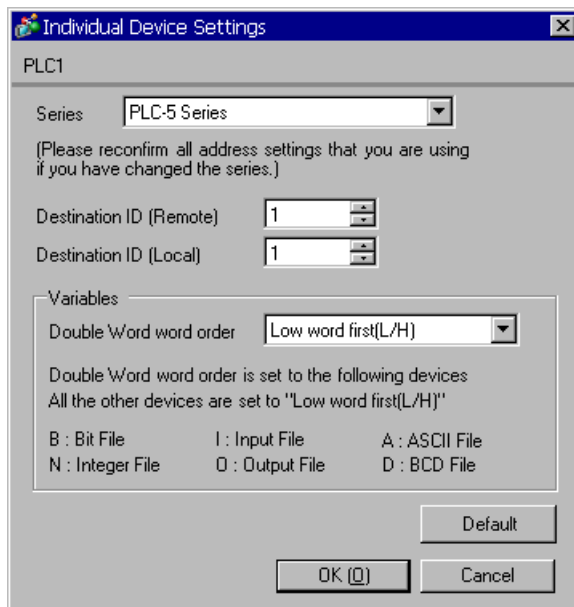 Individual Device Settings
PLC1
Series PLC-5 Series
(Please reconfirm all address settings that you are using
if you have changed the series.)
Destination ID (Remote) 1
Destination ID (Local) 1
Variables
Double Word word order Low word first(L/H)
Double Word word order is set to the following devices
All the other devices are set to "Low word first(L/H)"
B : Bit File I : Input File A : ASCII File
N : Integer File O : Output File D : BCD File
Default
OK (O) Cancel